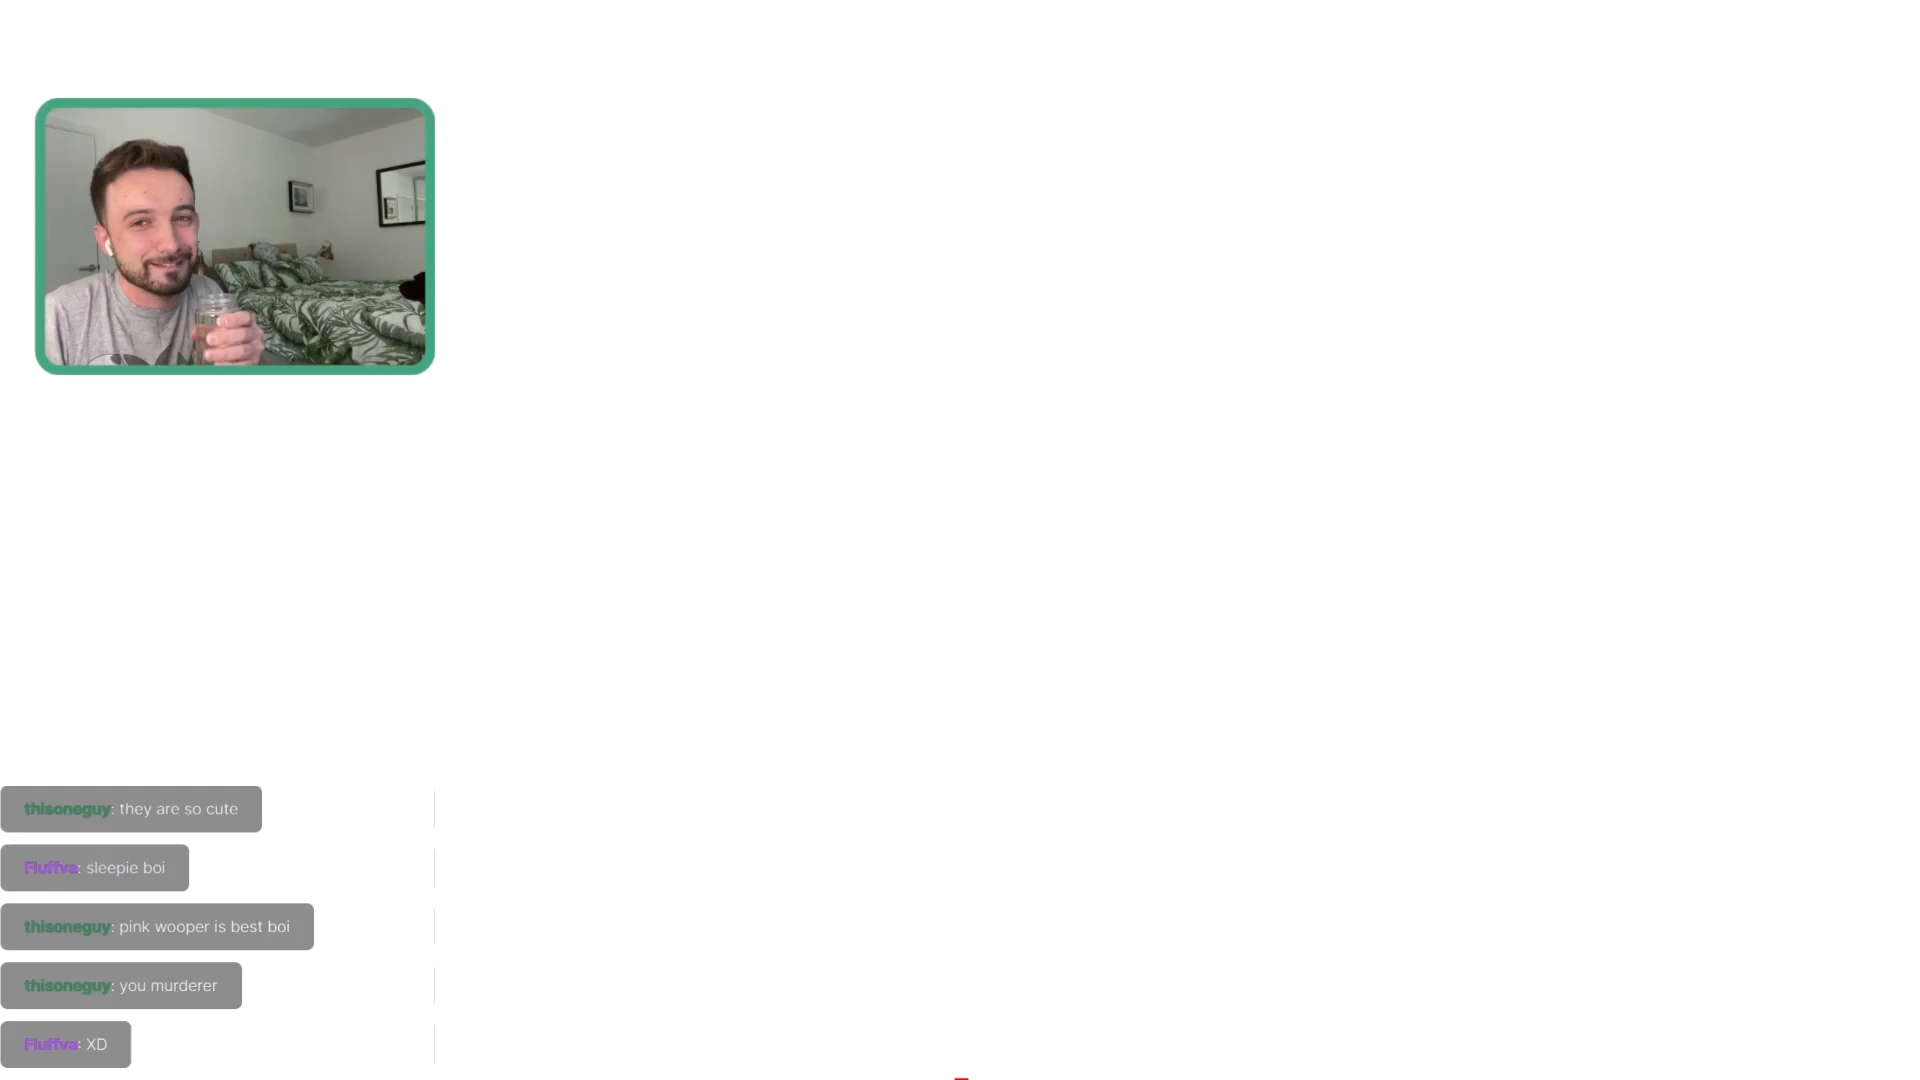 thisoneguy: they are so cute
Fluffva: sleepie boi
thisoneguy: pink wooper is best boi
thisoneguy: you murderer
Fluffva: XD